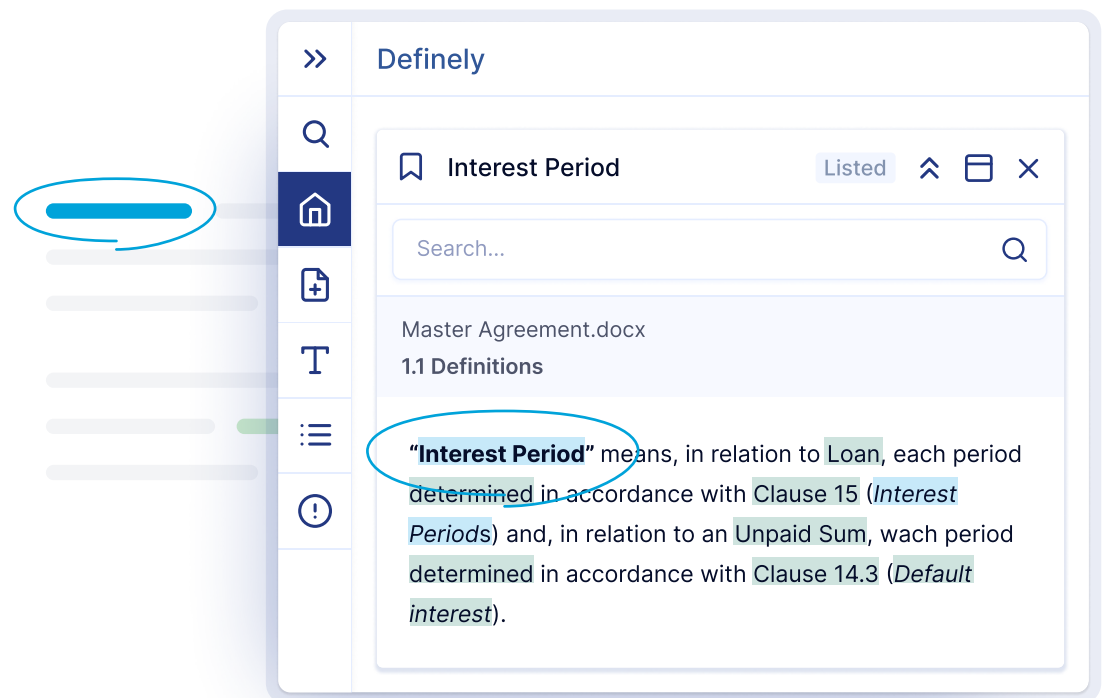 Definely
Interest Period
Listed
Search...
Master Agreement.docx
1.1 Definitions
“Interest Period” means, in relation to Loan, each period
determined in accordance with Clause 15 (Interest
Periods) and, in relation to an Unpaid Sum, wach period
determined in accordance with Clause 14.3 (Default
interest).